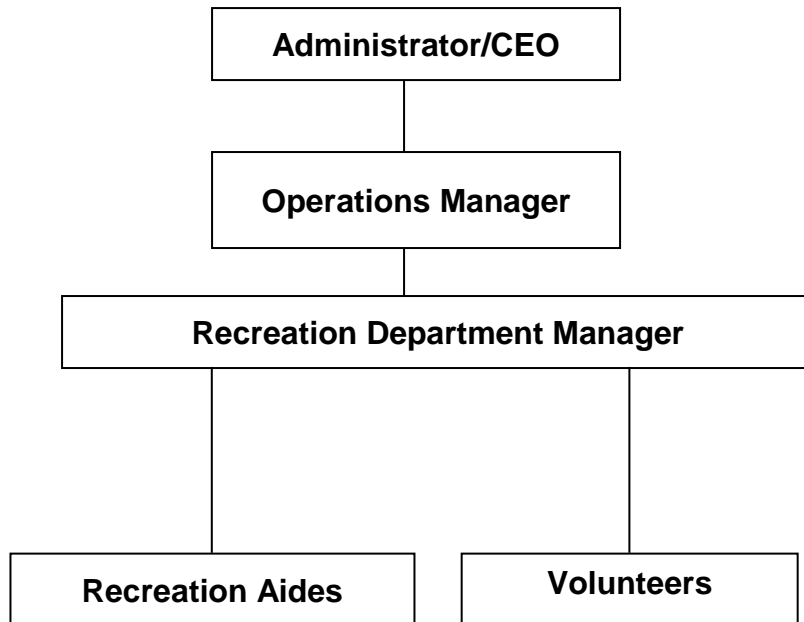 Administrator/CEO
Operations Manager
Recreation Department Manager
Recreation Aides
Volunteers